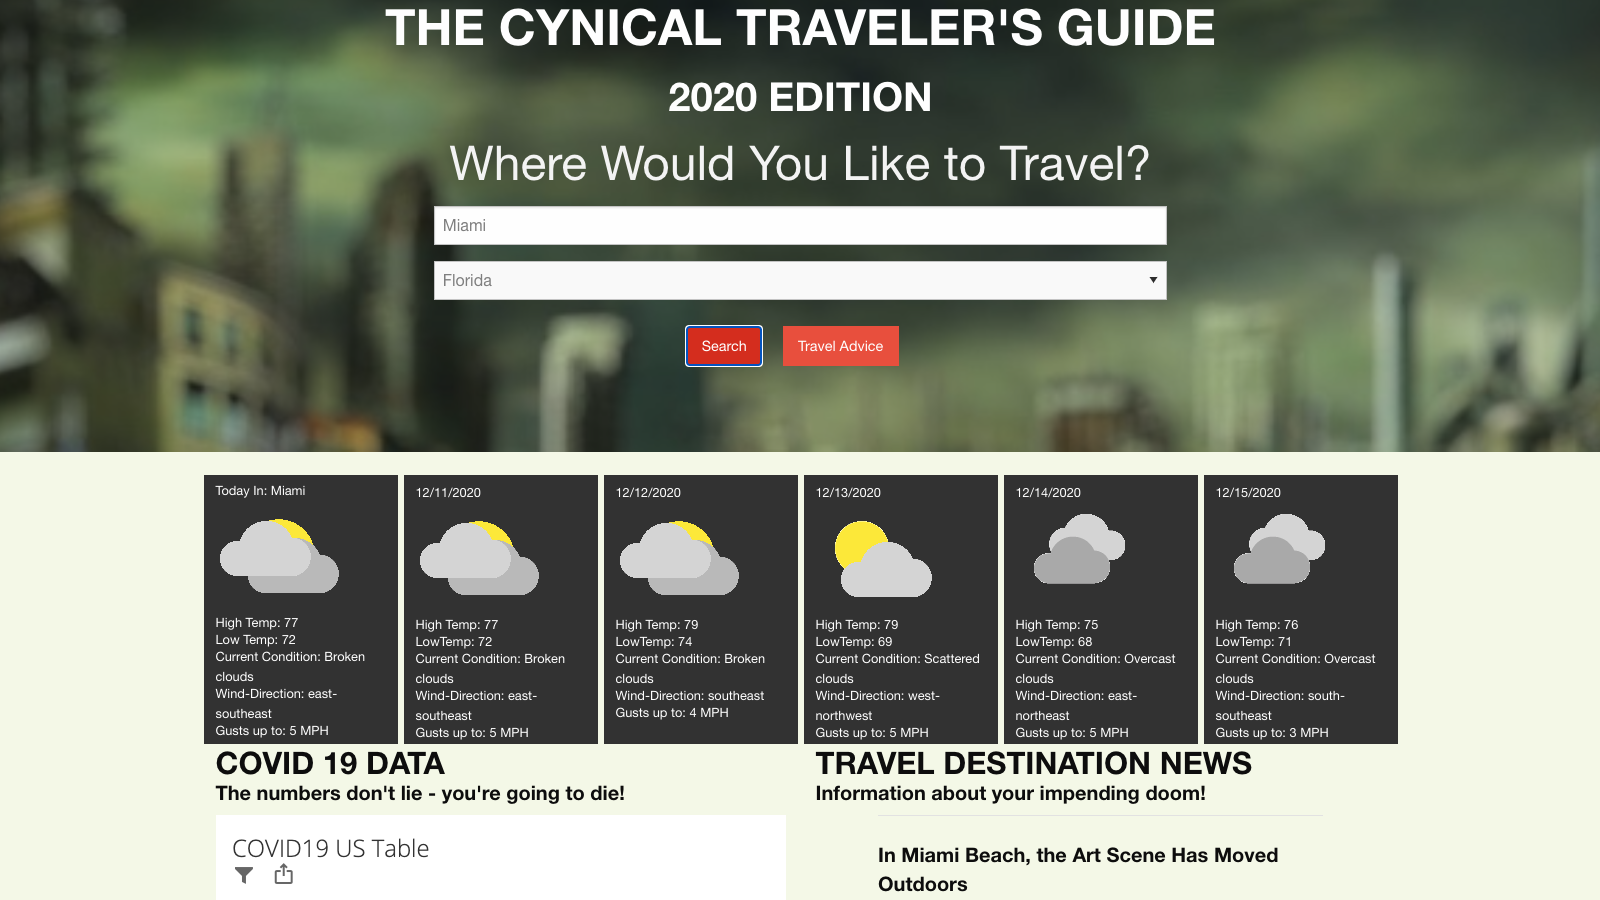 THE CYNICAL TRAVELER'S GUIDE
2020 EDITION
Where Would You Like to Travel?
Miami
Florida
Search
Travel Advice
Today In: Miami
High Temp: 77
Low Temp: 72
Current Condition: Broken
clouds
Wind-Direction: east-
southeast
Gusts up to: 5 MPH
12/11/2020
High Temp: 77
LowTemp: 72
Current Condition: Broken
clouds
Wind-Direction: east-
southeast
Gusts up to: 5 MPH
12/12/2020
High Temp: 79
LowTemp: 74
Current Condition: Broken
clouds
Wind-Direction: southeast
Gusts up to: 4 MPH
12/13/2020
High Temp: 79
LowTemp: 69
Current Condition: Scattered
clouds
Wind-Direction: west-
northwest
Gusts up to: 5 MPH
12/14/2020
High Temp: 75
LowTemp: 68
Current Condition: Overcast
clouds
Wind-Direction: east-
northeast
Gusts up to: 5 MPH
12/15/2020
High Temp: 76
LowTemp: 71
Current Condition: Overcast
clouds
Wind-Direction: south-
southeast
Gusts up to: 3 MPH
COVID 19 DATA
The numbers don't lie - you're going to die!
COVID19 US Table
TRAVEL DESTINATION NEWS
Information about your impending doom!
In Miami Beach, the Art Scene Has Moved
Outdoors